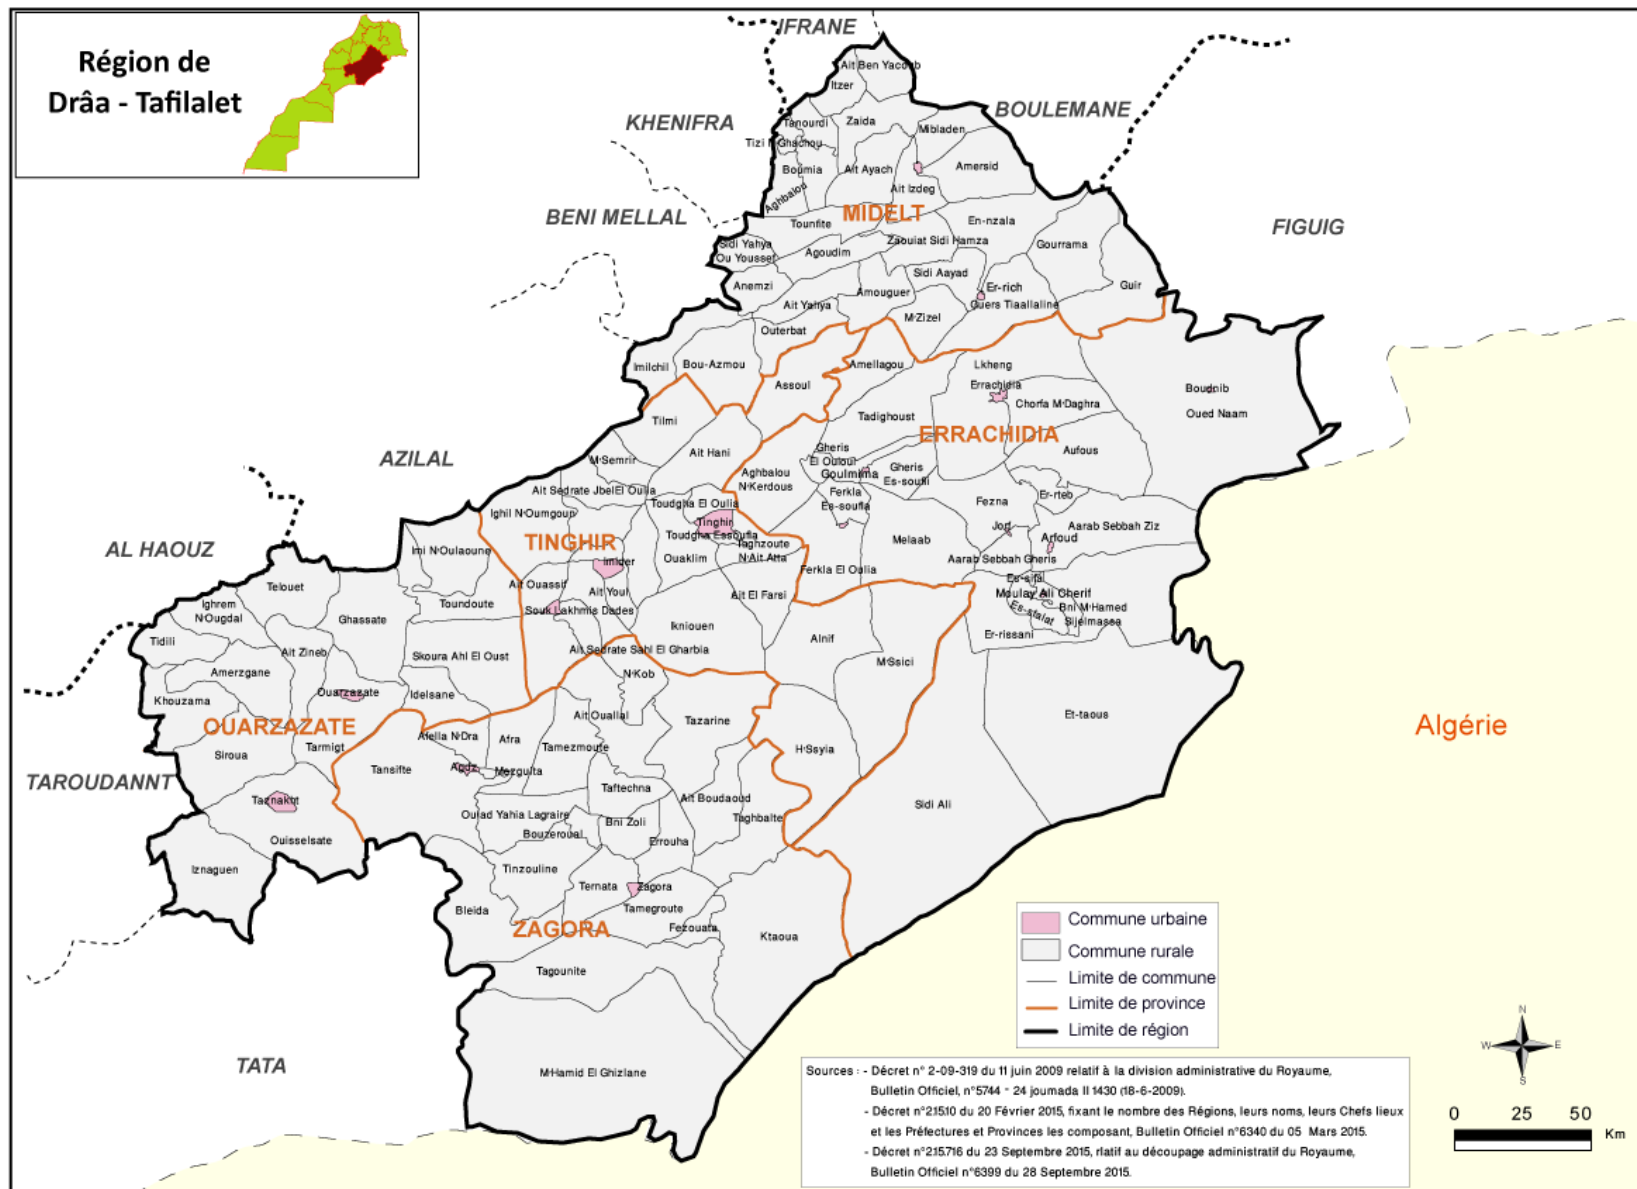 Région de
Drâa - Tafilalet
IFRANE
KHENIFRA
BOULEMANE
BENI MELLAL
FIGUIG
AZILAL
AL HAOUZ
TAROUDANNT
TATA
Algérie
Ait Ben Yacoub
Itzer
Tanourdi
Zaida
Mibladen
Tizi N'Ghachou
Boumia
Ait Ayach
Amersid
Aghbalou
Ait Izdeg
MIDELT
Tounfite
En-nzala
Sidi Yahya
Ou Youssef
Zaouiat Sidi Hamza
Gourrama
Agoudim
Sidi Aayad
Anemzi
Amouguer
Er-rich
Guir
Ait Yahya
Guers Tiaallaline
M'Zizel
Outerbat
Imilchil
Bou-Azmou
Amellagou
Lkheng
Assoul
Errachidia
Boudnib
Chorfa M'Daghra
Oued Naam
Tilmi
Tadighoust
ERRACHIDIA
Ait Hani
Gheris
El Ouloui
Aufous
M'Semrir
Aghbalou
N'Kerdous
Goulmima
Gheris
Es-soufli
Ait Sedrate JbelEl Oulia
Ferkla
Es-soufla
Fezna
Er-rteb
Toudgha El Oulia
Ighil N'Oumgoun
Tinghir
Jorf
Aarab Sebbah Ziz
TINGHIR
Toudgha Essoufla
Taghzoute
N'Ait Atta
Melaab
Arfoud
Imi N'Oulaoune
Imider
Ouaklim
Ferkla El Oulia
Aarab Sebbah Gheris
Telouet
Ait Ouassif
Ait Youl
Ait El Farsi
Es-sifa
Moulay Ali Cherif
Ighrem
N'Ougdal
Toundoute
Souk Lakhmis Dades
Bni M'Hamed
Sijelmassa
Es-sfalat
Ghassate
Ikniouen
Alnif
Er-rissani
Tidili
Ait Zineb
Skoura Ahl El Oust
Ait Sedrate Sahl El Gharbia
M'Ssici
Amerzgane
N'Kob
Khouzama
Ouarzazate
Idelsane
OUARZAZATE
Ait Ouallal
Tazarine
Et-taous
Siroua
Tarmigt
Afella N'Dra
Afra
Tamezmoute
H'Ssyia
Tansifte
Agdz
Mezguita
Taznakht
Taftechna
Ait Boudaoud
Sidi Ali
Oulad Yahia Lagraire
Bni Zoli
Taghbalte
Bouzeroual
Errouha
Ouisselsate
Iznaguen
Tinzouline
Ternata
Zagora
Bleida
Tamegroute
ZAGORA
Fezouata
Ktaoua
Tagounite
M'Hamid El Ghizlane
Commune urbaine
Commune rurale
Limite de commune
Limite de province
Limite de région
N
W
E
S
0 25 50
Km
Sources : - Décret n° 2-09-319 du 11 juin 2009 relatif à la division administrative du Royaume,
Bulletin Officiel, n°5744 - 24 joumada II 1430 (18-6-2009).
- Décret n°2.15.10 du 20 Février 2015, fixant le nombre des Régions, leurs noms, leurs Chefs lieux
et les Préfectures et Provinces les composant, Bulletin Officiel n°6340 du 05 Mars 2015.
- Décret n°2.15.716 du 23 Septembre 2015, rlatif au découpage administratif du Royaume,
Bulletin Officiel n°6399 du 28 Septembre 2015.